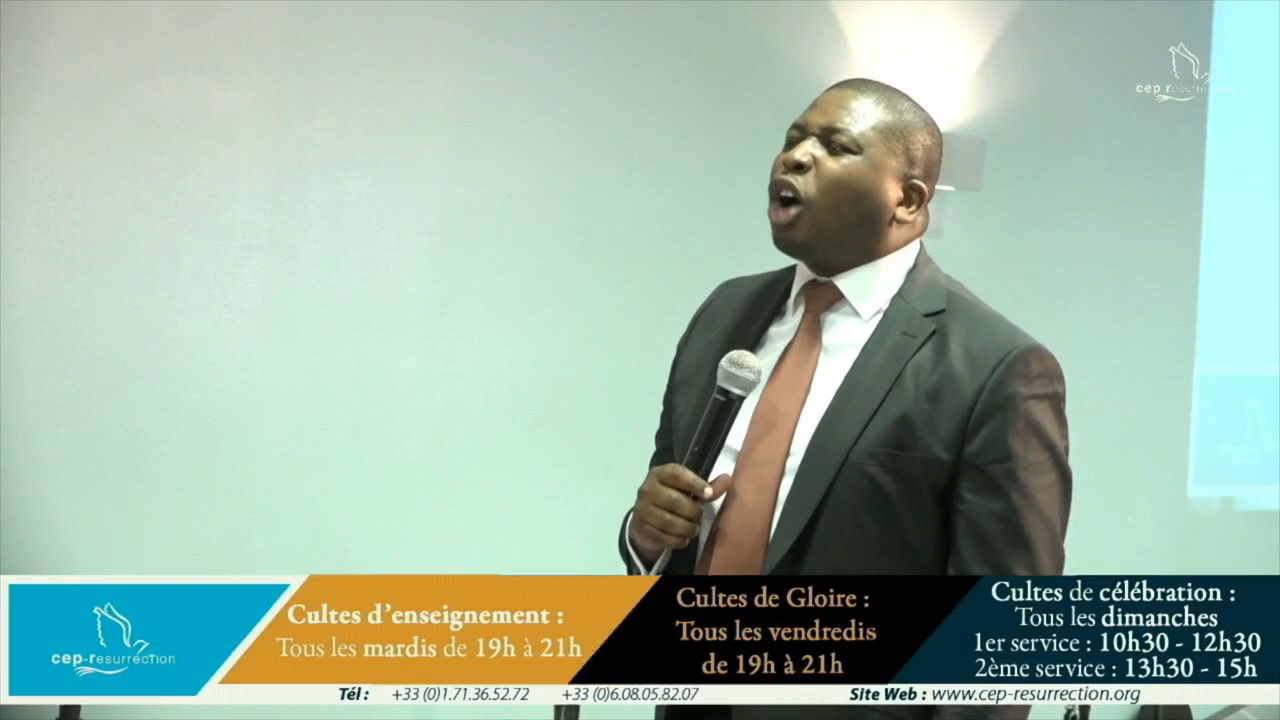 cep-resurrection
cep-resurrection
Cultes d'enseignement :
Tous les mardis de 19h à 21h
Cultes de Gloire :
Tous les vendredis
de 19h à 21h
Cultes de célébration :
Tous les dimanches
1er service : 10h30 - 12h30
2ème service : 13h30 - 15h
Tél : +33 (0)1.71.36.52.72 +33 (0)6.08.05.82.07 Site Web : www.cep-resurrection.org